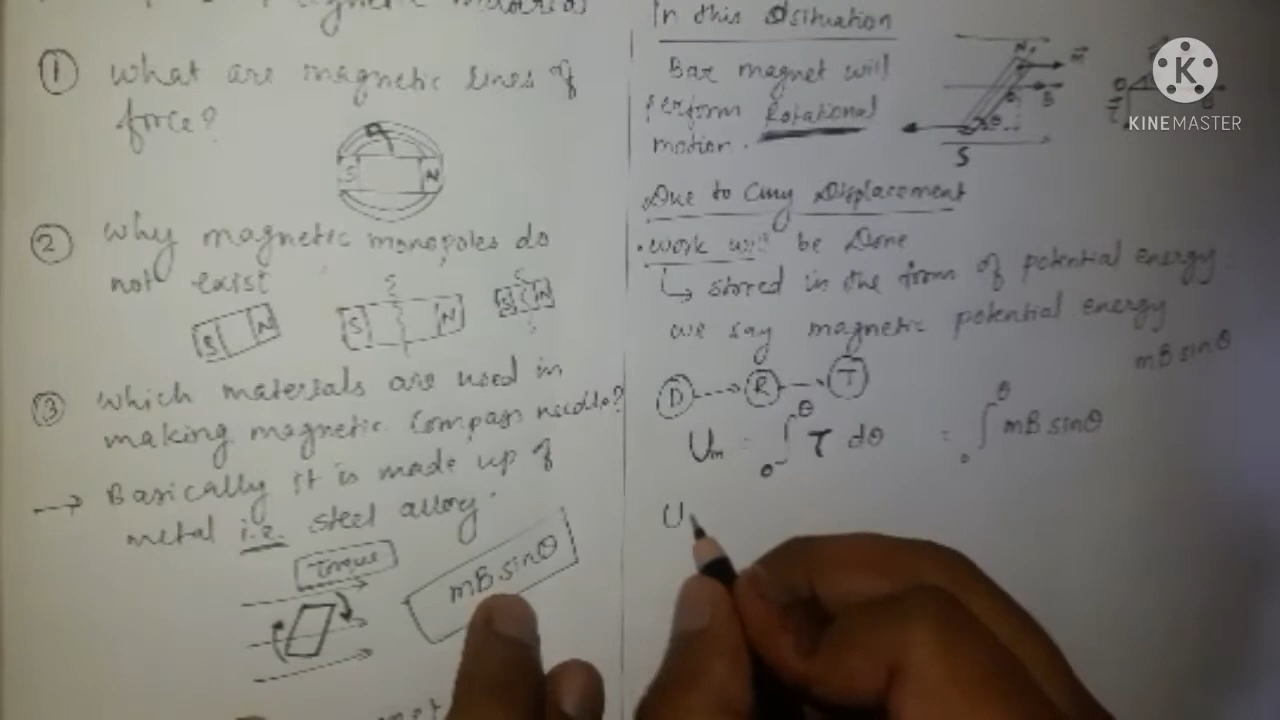 magnetic
① What are magnetic lines of
force?
S N
② Why magnetic monopoles do
not exist
S N
S N
S N
③ Which materials are used in
making magnetic Compass needle?
→ Basically it is made up of
metal i.e. steel alloy.
Torque
mB sinθ
In this situation
Bar magnet will
perform Rotational
motion.
S
Due to any Displacement
. work will be Done
↳ stored in the form of potential energy
we say magnetic potential energy
mB sinθ
D → R → T
Um = ∫ τ dθ = ∫ mB sinθ
U
K
KINEMASTER